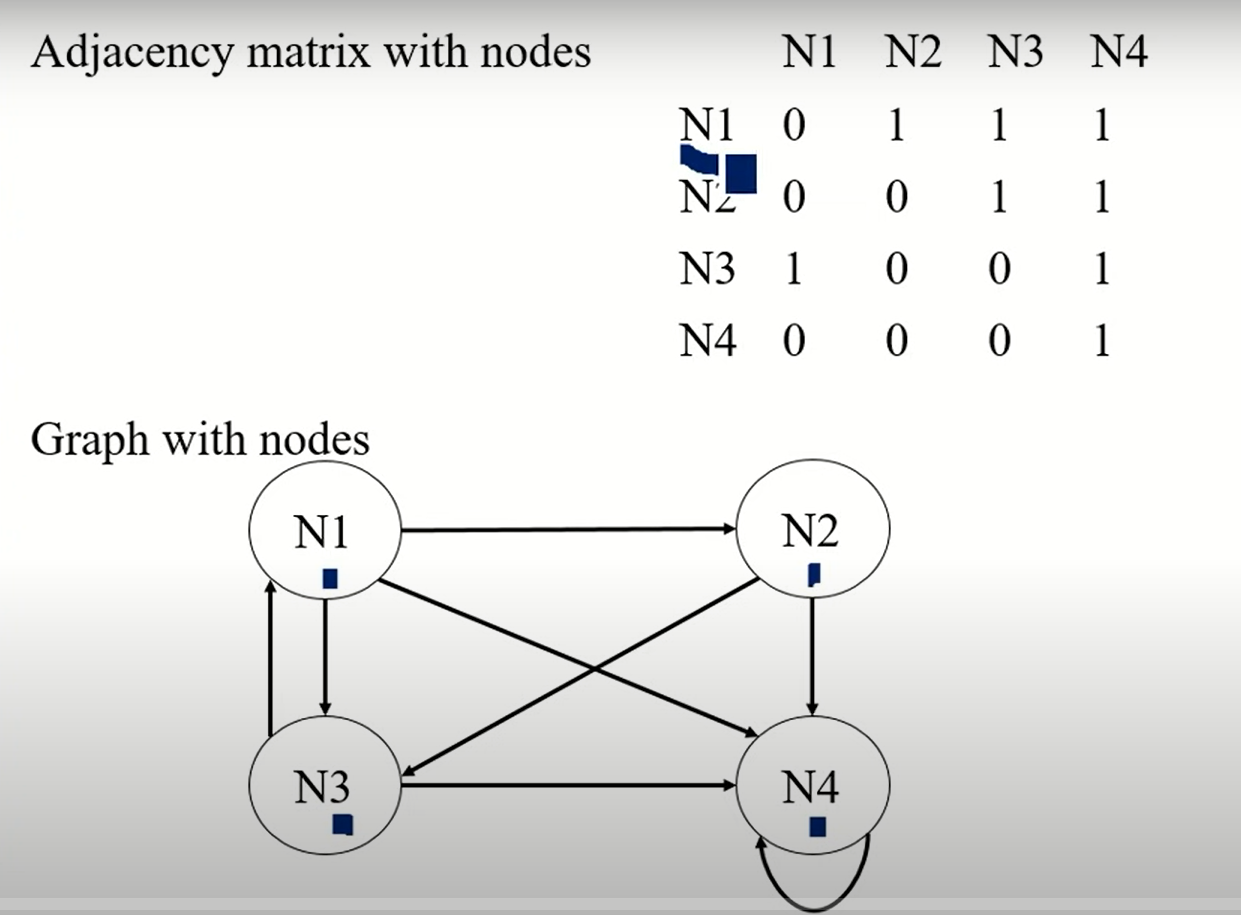 Adjacency matrix with nodes
N1 N2 N3 N4
N1 0 1 1 1
N2 0 0 1 1
N3 1 0 0 1
N4 0 0 0 1
Graph with nodes
N1 N2
N3 N4